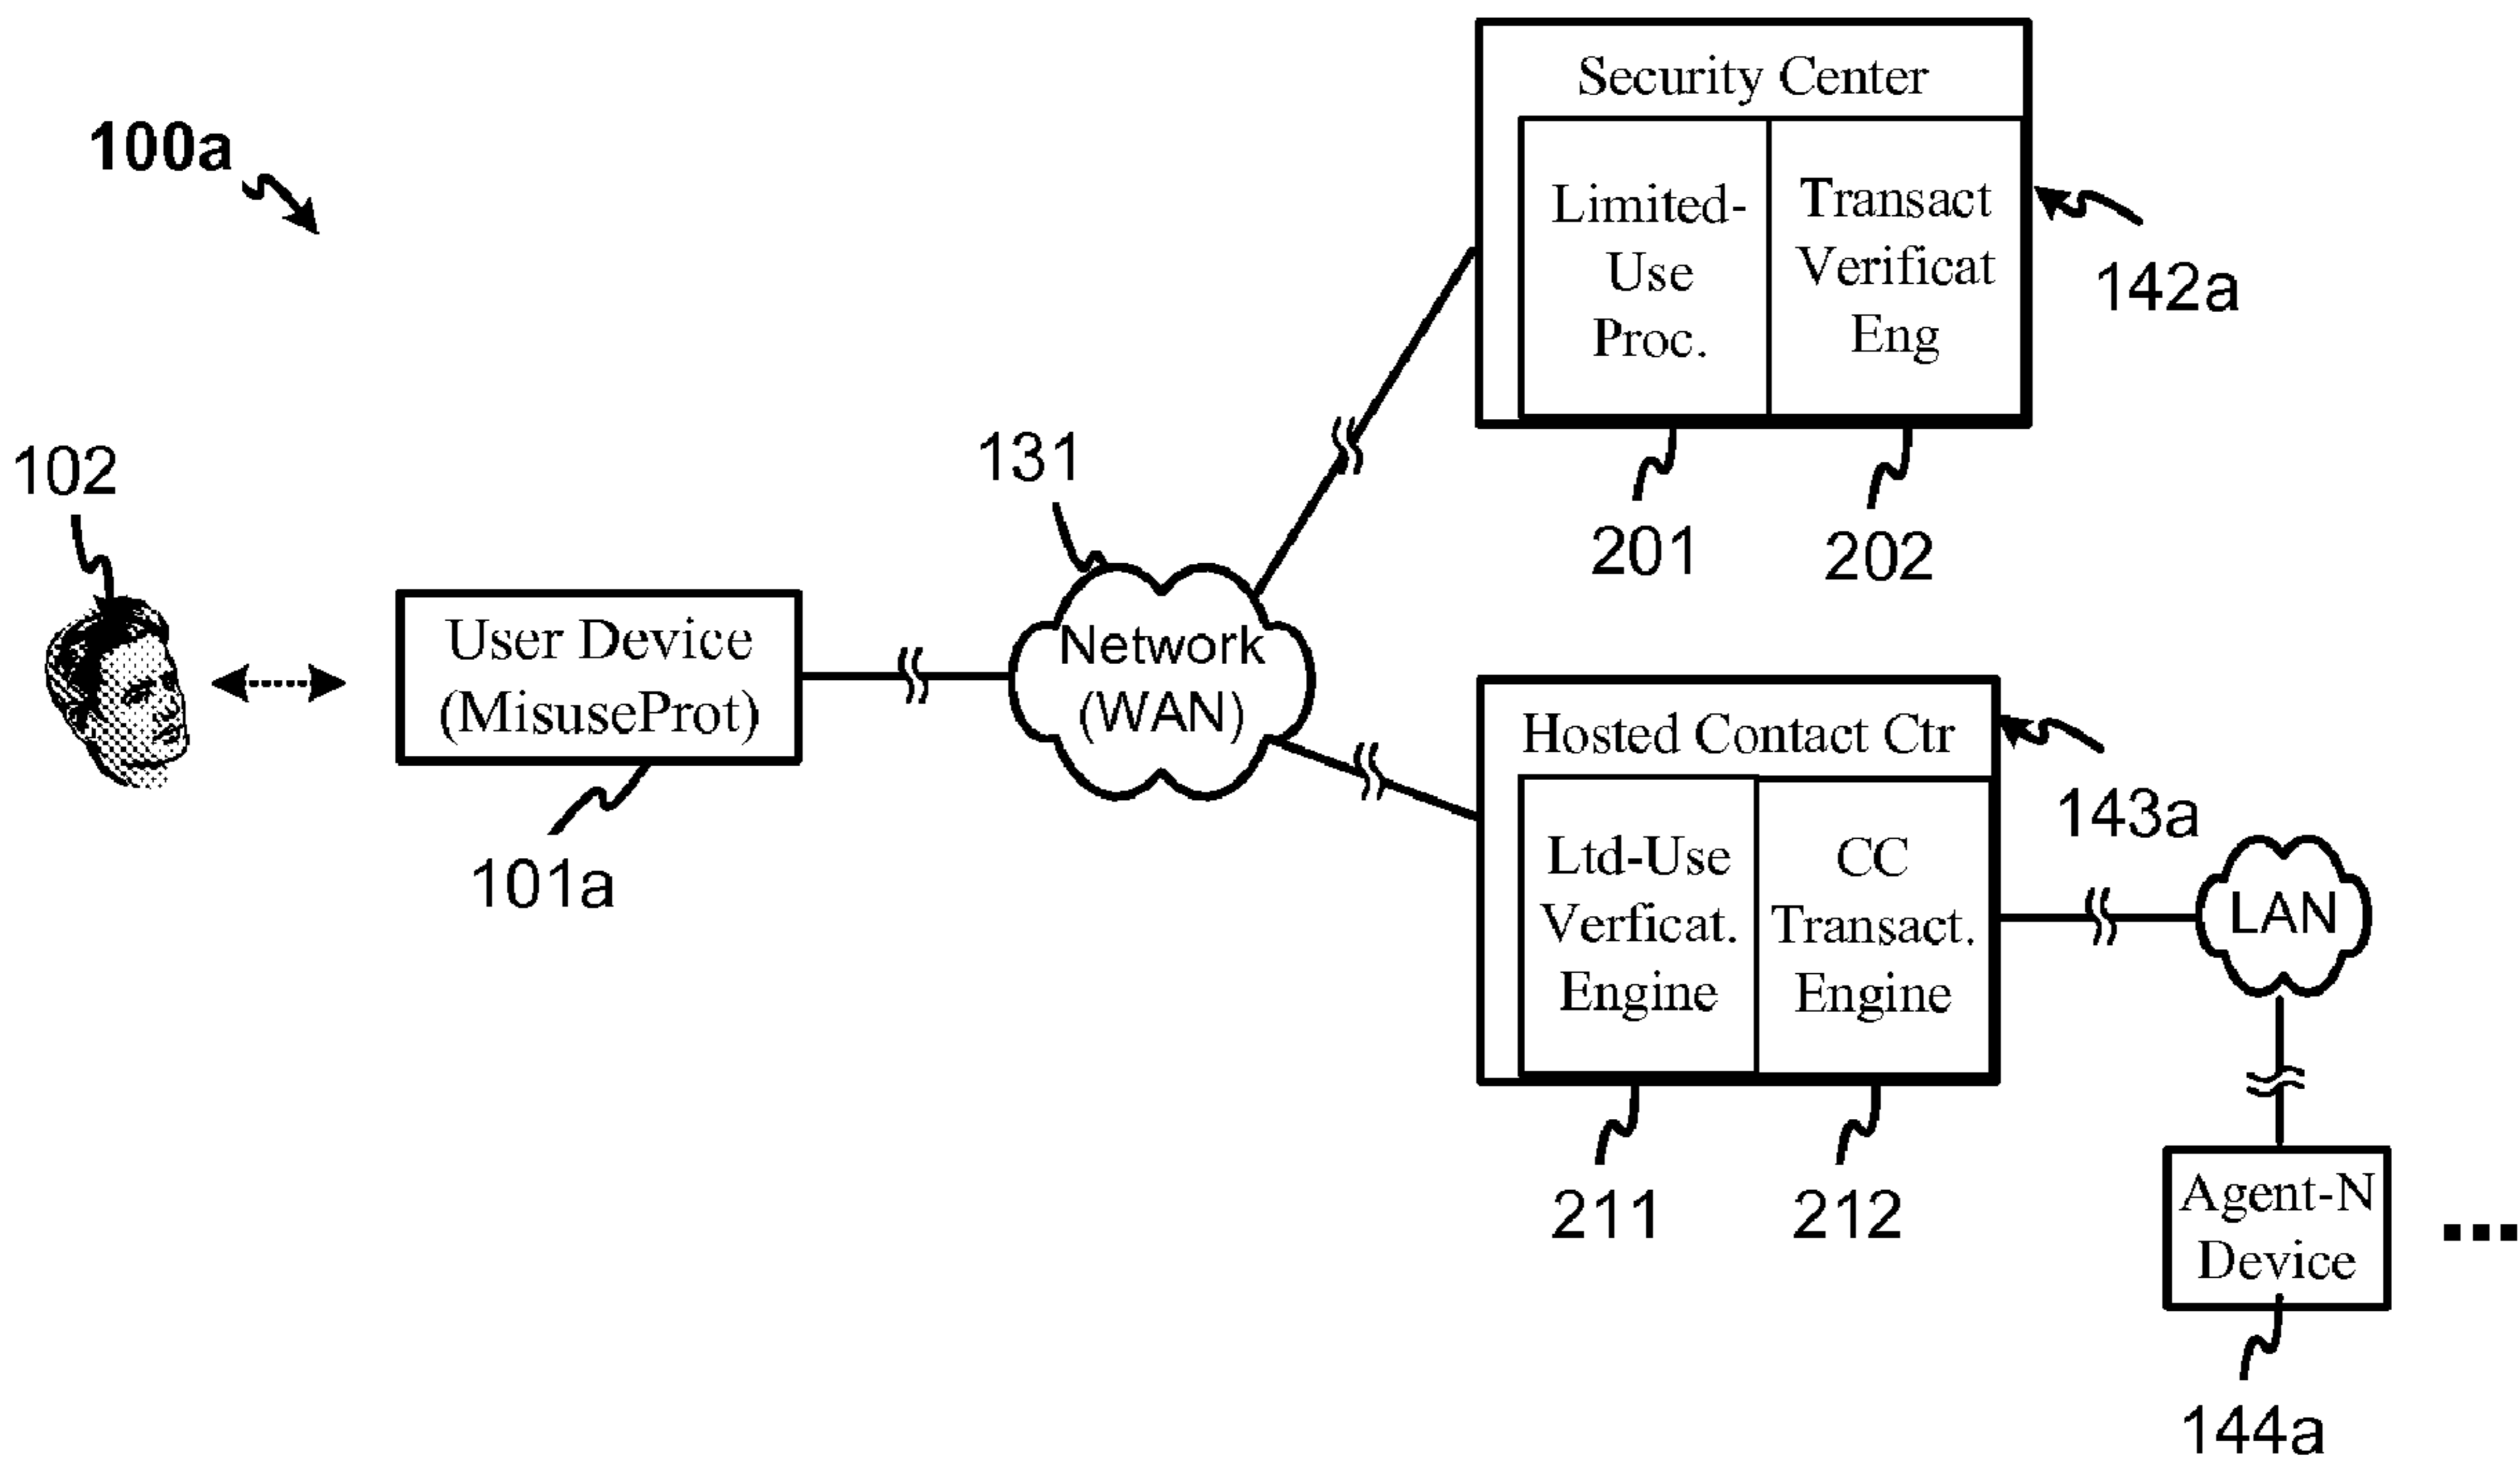 100a
Security Center
Limited-
Use
Proc.
Transact
Verificat
Eng
142a
201
202
102
131
User Device
(MisuseProt)
101a
Network
(WAN)
Hosted Contact Ctr
143a
Ltd-Use
Verficat.
Engine
CC
Transact.
Engine
211
212
LAN
Agent-N
Device
...
144a